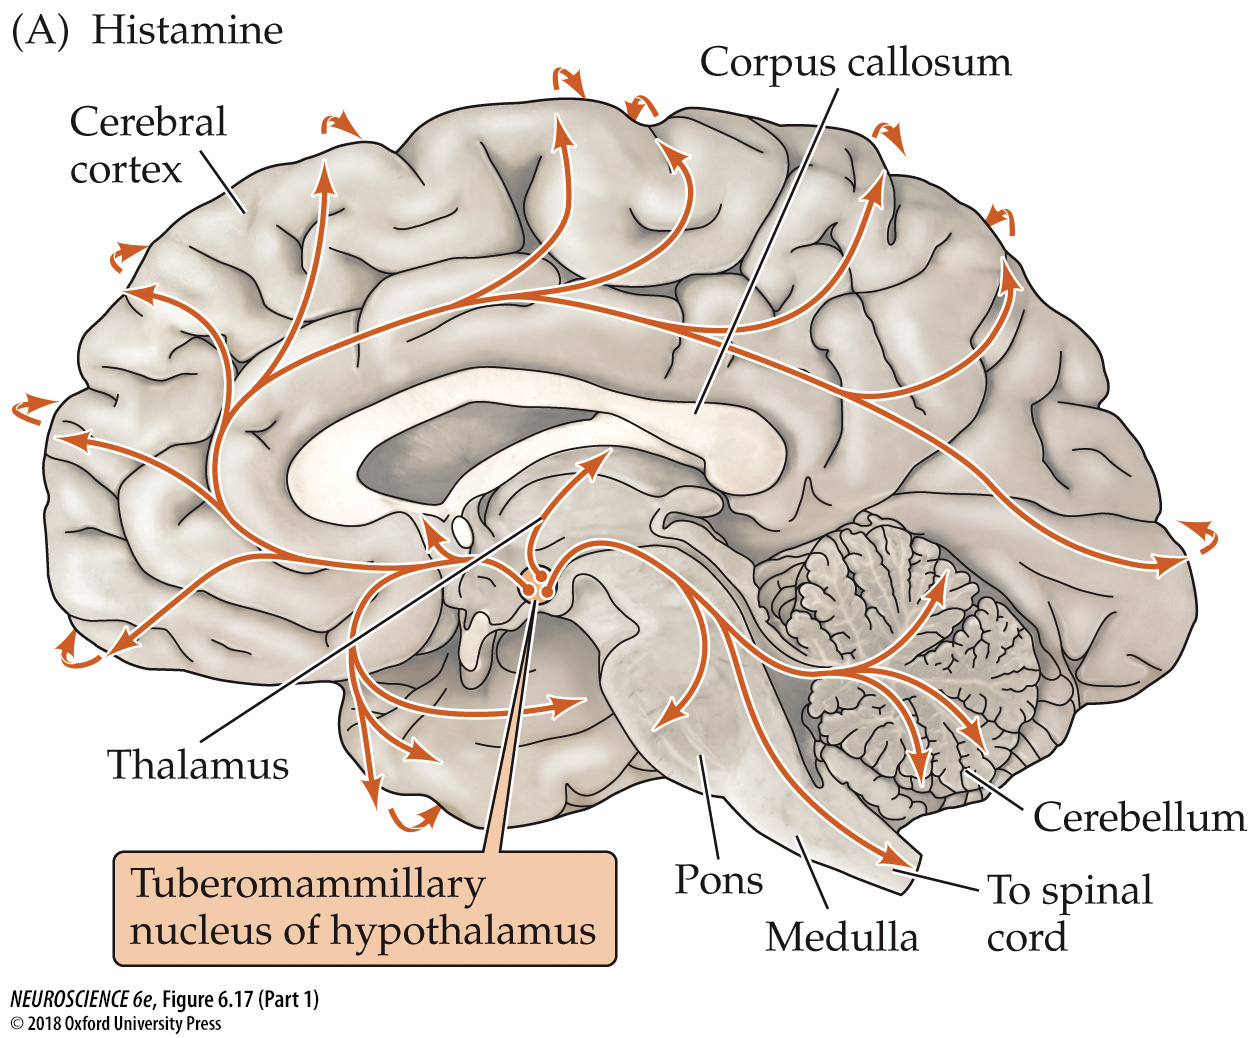 (A) Histamine
Corpus callosum
Cerebral
cortex
Thalamus
Tuberomammillary
nucleus of hypothalamus
Pons
Medulla
Cerebellum
To spinal
cord
NEUROSCIENCE 6e, Figure 6.17 (Part 1)
© 2018 Oxford University Press